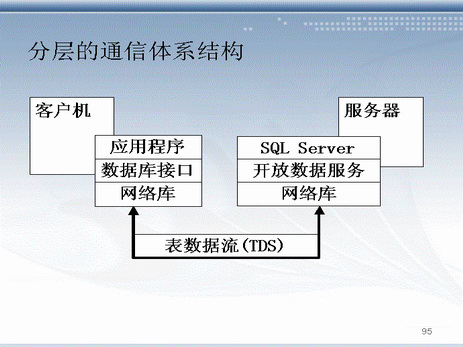 分层的通信体系结构
客户机
服务器
应用程序
数据库接口
网络库
SQL Server
开放数据服务
网络库
表数据流(TDS)
95